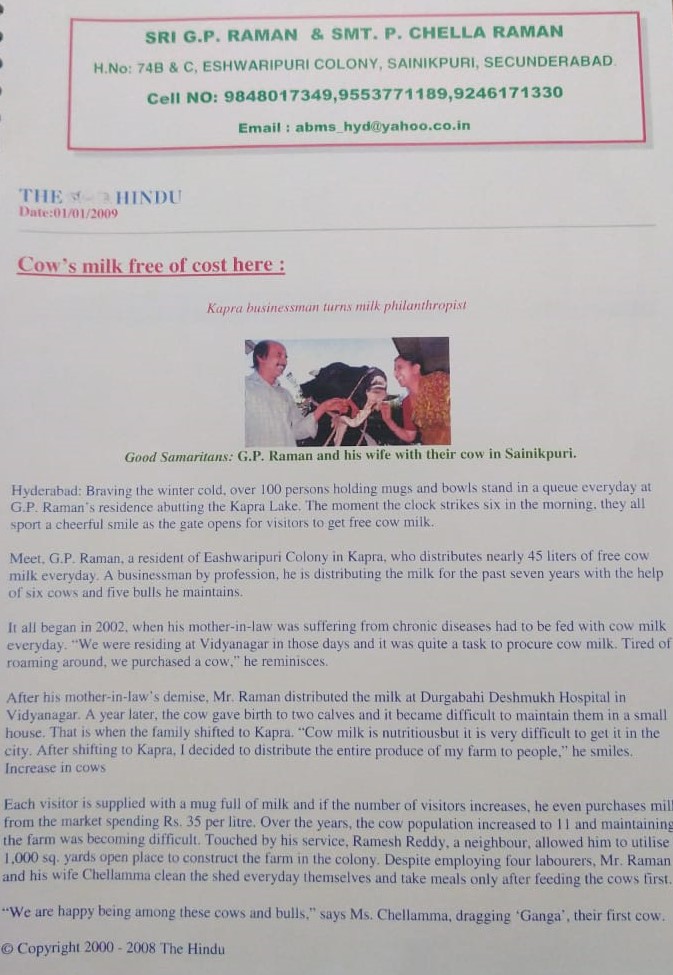 SRI G.P. RAMAN & SMT. P. CHELLA RAMAN
H.No: 74B & C, ESHWARIPURI COLONY, SAINIKPURI, SECUNDERABAD.
Cell NO: 9848017349,9553771189,9246171330
Email : abms_hyd@yahoo.co.in
THE HINDU
Date:01/01/2009
Cow's milk free of cost here :
Kapra businessman turns milk philanthropist
Good Samaritans: G.P. Raman and his wife with their cow in Sainikpuri.
Hyderabad: Braving the winter cold, over 100 persons holding mugs and bowls stand in a queue everyday at
G.P. Raman's residence abutting the Kapra Lake. The moment the clock strikes six in the morning, they all
sport a cheerful smile as the gate opens for visitors to get free cow milk.
Meet, G.P. Raman, a resident of Eashwaripuri Colony in Kapra, who distributes nearly 45 liters of free cow
milk everyday. A businessman by profession, he is distributing the milk for the past seven years with the help
of six cows and five bulls he maintains.
It all began in 2002, when his mother-in-law was suffering from chronic diseases had to be fed with cow milk
everyday. "We were residing at Vidyanagar in those days and it was quite a task to procure cow milk. Tired of
roaming around, we purchased a cow," he reminisces.
After his mother-in-law's demise, Mr. Raman distributed the milk at Durgabahi Deshmukh Hospital in
Vidyanagar. A year later, the cow gave birth to two calves and it became difficult to maintain them in a small
house. That is when the family shifted to Kapra. "Cow milk is nutritiousbut it is very difficult to get it in the
city. After shifting to Kapra, I decided to distribute the entire produce of my farm to people," he smiles.
Increase in cows
Each visitor is supplied with a mug full of milk and if the number of visitors increases, he even purchases mil
from the market spending Rs. 35 per litre. Over the years, the cow population increased to 11 and maintaining
the farm was becoming difficult. Touched by his service, Ramesh Reddy, a neighbour, allowed him to utilise
1,000 sq. yards open place to construct the farm in the colony. Despite employing four labourers, Mr. Raman
and his wife Chellamma clean the shed everyday themselves and take meals only after feeding the cows first.
"We are happy being among these cows and bulls," says Ms. Chellamma, dragging 'Ganga', their first cow.
© Copyright 2000 - 2008 The Hindu